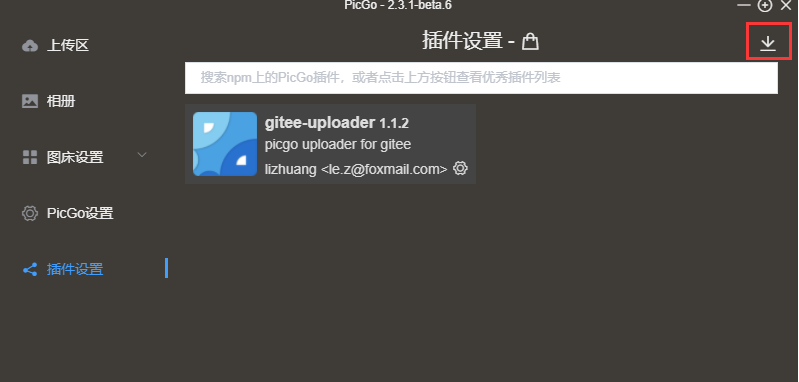 PicGo - 2.3.1-beta.6
上传区
相册
图床设置
PicGo设置
插件设置
插件设置 -
搜索npm上的PicGo插件，或者点击上方按钮查看优秀插件列表
gitee-uploader 1.1.2
picgo uploader for gitee
lizhuang <le.z@foxmail.com>